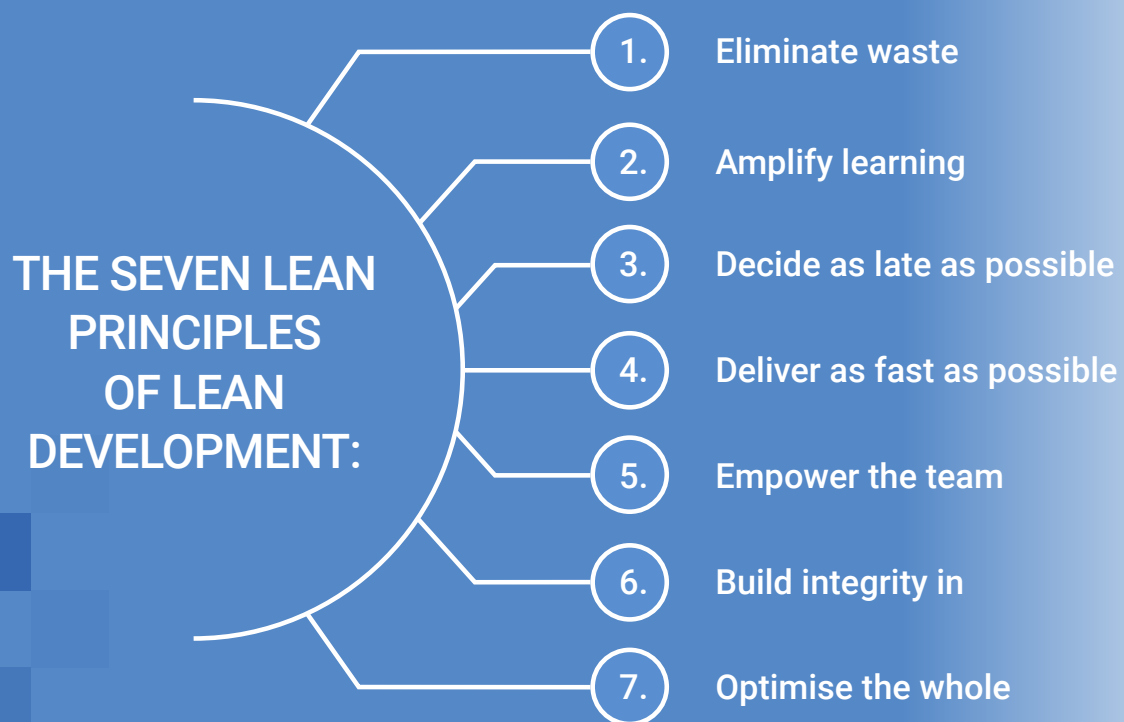 THE SEVEN LEAN
PRINCIPLES
OF LEAN
DEVELOPMENT:
1. Eliminate waste
2. Amplify learning
3. Decide as late as possible
4. Deliver as fast as possible
5. Empower the team
6. Build integrity in
7. Optimise the whole